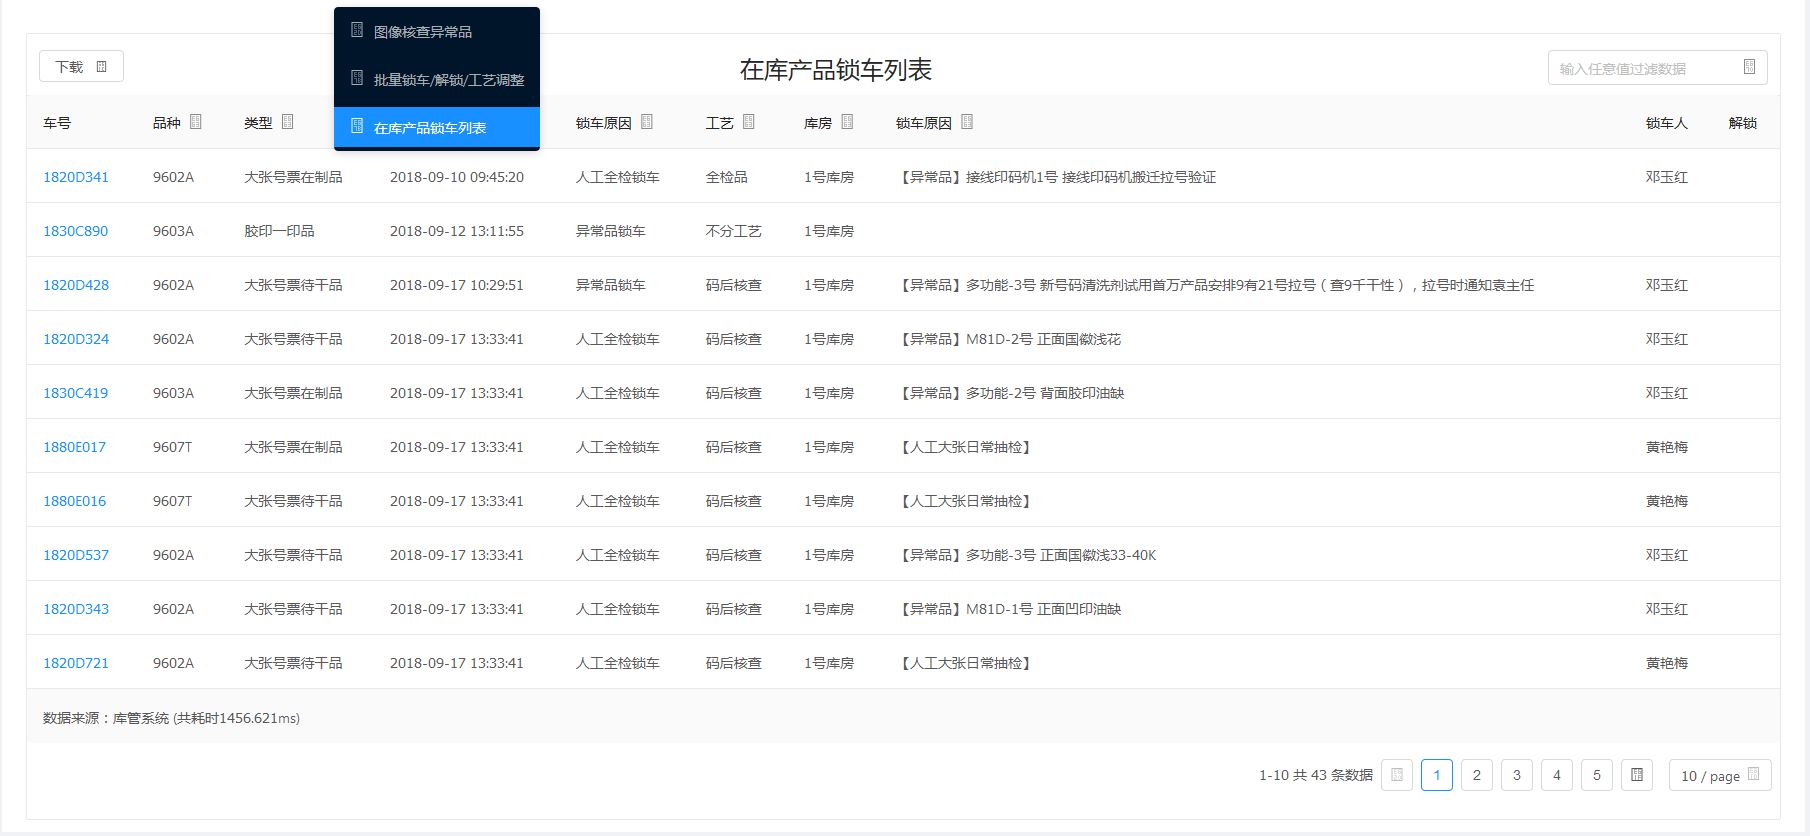 图像核查异常品
批量锁车/解锁/工艺调整
在库产品锁车列表
下载
在库产品锁车列表
输入任意值过滤数据
车号 品种 类型 锁车原因 工艺 库房 锁车原因 锁车人 解锁
1820D341 9602A 大张号票在制品 2018-09-10 09:45:20 人工全检锁车 全检品 1号库房 【异常品】接线印码机1号 接线印码机搬迁拉号验证 邓玉红
1830C890 9603A 胶印一印品 2018-09-12 13:11:55 异常品锁车 不分工艺 1号库房
1820D428 9602A 大张号票待干品 2018-09-17 10:29:51 异常品锁车 码后核查 1号库房 【异常品】多功能-3号 新号码清洗剂试用首万产品安排9有21号拉号（查9千干性），拉号时通知袁主任 邓玉红
1820D324 9602A 大张号票待干品 2018-09-17 13:33:41 人工全检锁车 码后核查 1号库房 【异常品】M81D-2号 正面国徽浅花 邓玉红
1830C419 9603A 大张号票在制品 2018-09-17 13:33:41 人工全检锁车 码后核查 1号库房 【异常品】多功能-2号 背面胶印油缺 邓玉红
1880E017 9607T 大张号票在制品 2018-09-17 13:33:41 人工全检锁车 码后核查 1号库房 【人工大张日常抽检】 黄艳梅
1880E016 9607T 大张号票待干品 2018-09-17 13:33:41 人工全检锁车 码后核查 1号库房 【人工大张日常抽检】 黄艳梅
1820D537 9602A 大张号票待干品 2018-09-17 13:33:41 人工全检锁车 码后核查 1号库房 【异常品】多功能-3号 正面国徽浅33-40K 邓玉红
1820D343 9602A 大张号票待干品 2018-09-17 13:33:41 人工全检锁车 码后核查 1号库房 【异常品】M81D-1号 正面凹印油缺 邓玉红
1820D721 9602A 大张号票待干品 2018-09-17 13:33:41 人工全检锁车 码后核查 1号库房 【人工大张日常抽检】 黄艳梅
数据来源：库管系统 (共耗时1456.621ms)
1-10 共 43 条数据 1 2 3 4 5 10 / page